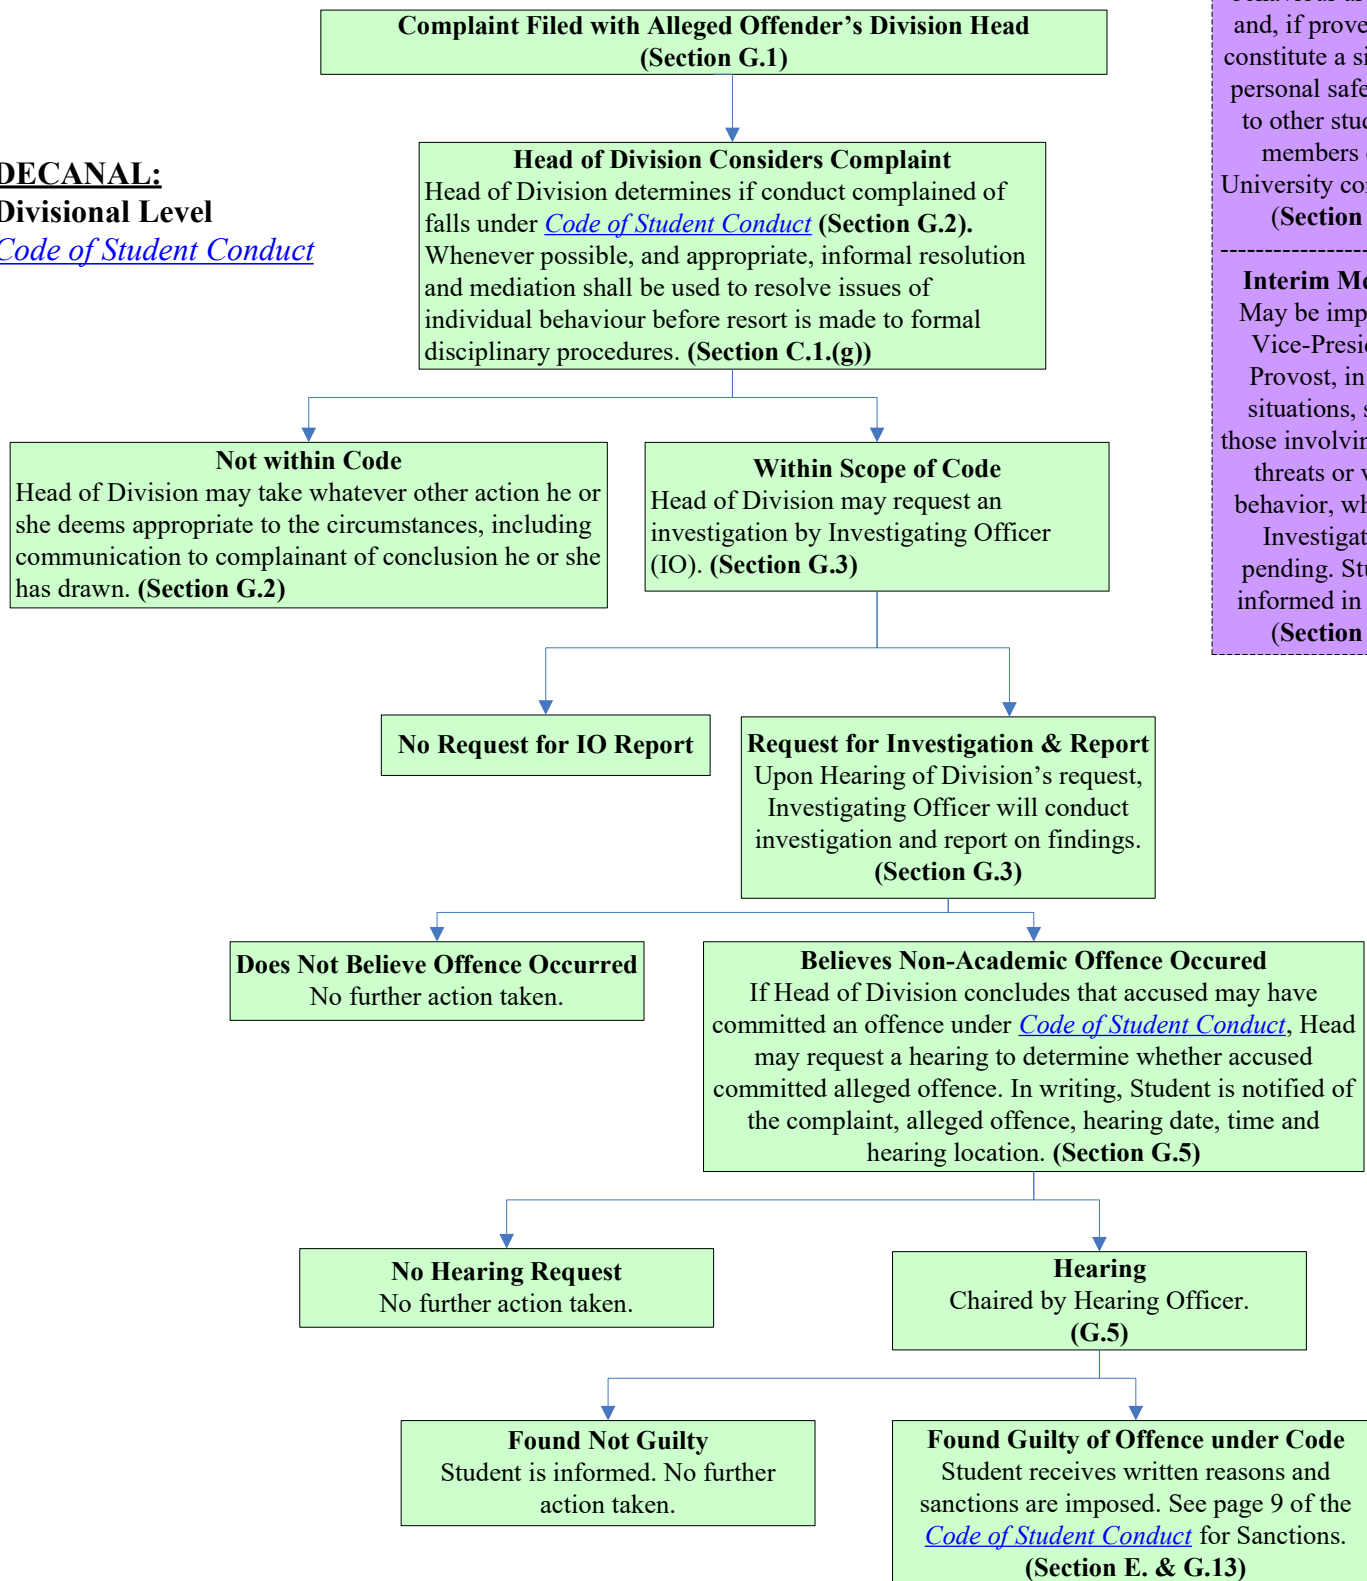 Complaint Filed with Alleged Offender’s Division Head
(Section G.1)
DECANAL:
Divisional Level
Code of Student Conduct
Head of Division Considers Complaint
Head of Division determines if conduct complained of
falls under Code of Student Conduct (Section G.2).
Whenever possible, and appropriate, informal resolution
and mediation shall be used to resolve issues of
individual behaviour before resort is made to formal
disciplinary procedures. (Section C.1.(g))
and, if prove
constitute a si
personal safe
to other stud
members
University co
(Section
Interim Me
May be imp
Vice-Presid
Provost, in
situations, s
those involvin
threats or v
behavior, wh
Investigat
pending. Stu
informed in
(Section
Not within Code
Head of Division may take whatever other action he or
she deems appropriate to the circumstances, including
communication to complainant of conclusion he or she
has drawn. (Section G.2)
Within Scope of Code
Head of Division may request an
investigation by Investigating Officer
(IO). (Section G.3)
No Request for IO Report
Request for Investigation & Report
Upon Hearing of Division’s request,
Investigating Officer will conduct
investigation and report on findings.
(Section G.3)
Does Not Believe Offence Occurred
No further action taken.
Believes Non-Academic Offence Occured
If Head of Division concludes that accused may have
committed an offence under Code of Student Conduct, Head
may request a hearing to determine whether accused
committed alleged offence. In writing, Student is notified of
the complaint, alleged offence, hearing date, time and
hearing location. (Section G.5)
No Hearing Request
No further action taken.
Hearing
Chaired by Hearing Officer.
(G.5)
Found Not Guilty
Student is informed. No further
action taken.
Found Guilty of Offence under Code
Student receives written reasons and
sanctions are imposed. See page 9 of the
Code of Student Conduct for Sanctions.
(Section E. & G.13)